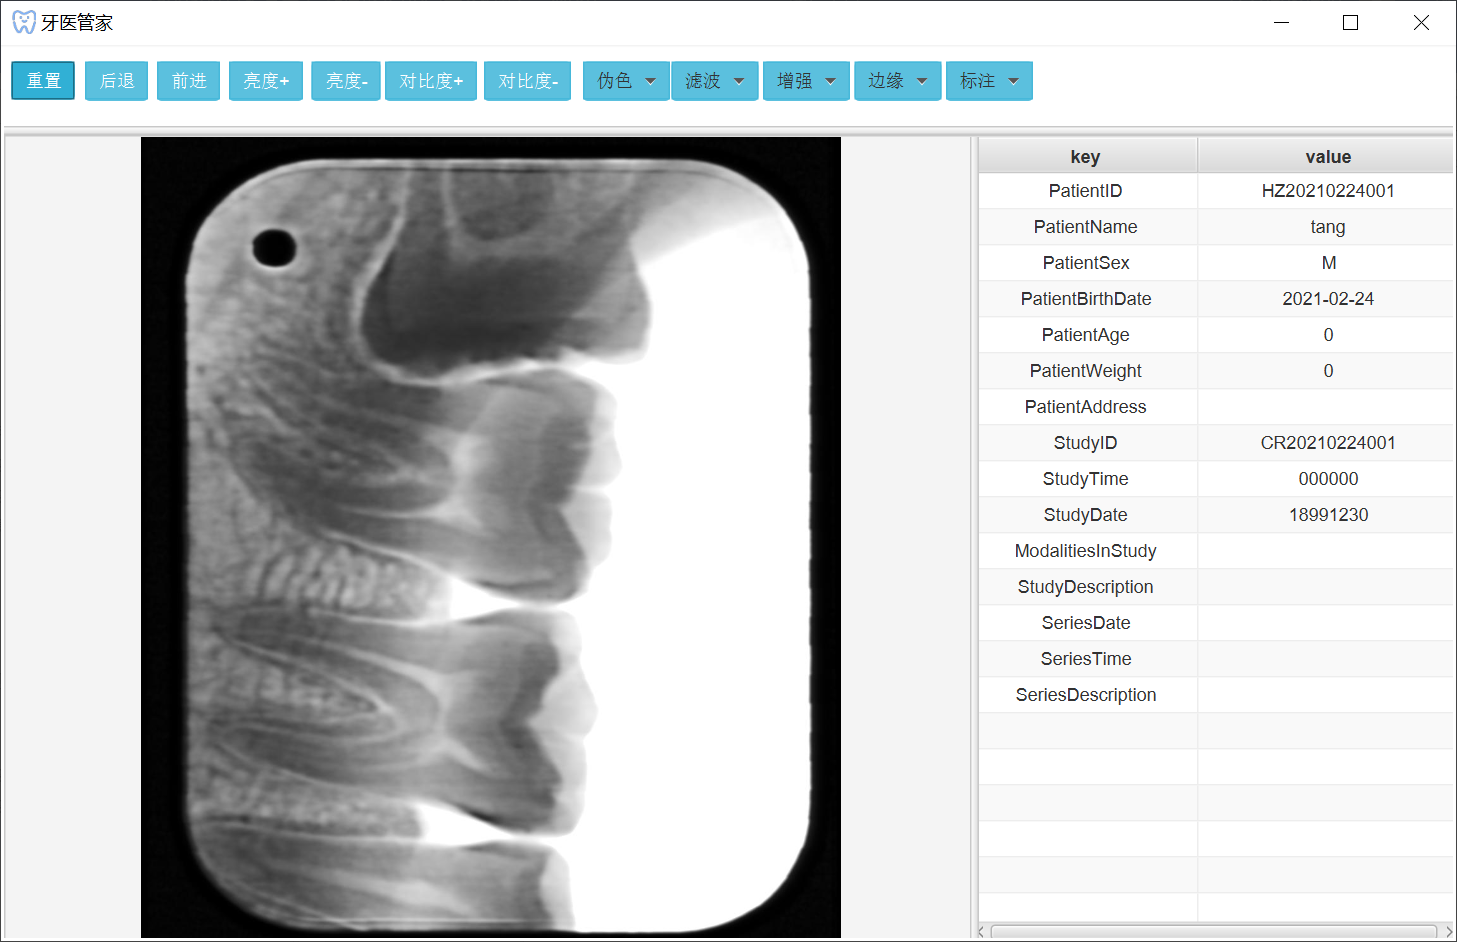 牙医管家
重置 后退 前进 亮度+ 亮度- 对比度+ 对比度- 伪色 滤波 增强 边缘 标注
key value
PatientID HZ20210224001
PatientName tang
PatientSex M
PatientBirthDate 2021-02-24
PatientAge 0
PatientWeight 0
PatientAddress
StudyID CR20210224001
StudyTime 000000
StudyDate 18991230
ModalitiesInStudy
StudyDescription
SeriesDate
SeriesTime
SeriesDescription